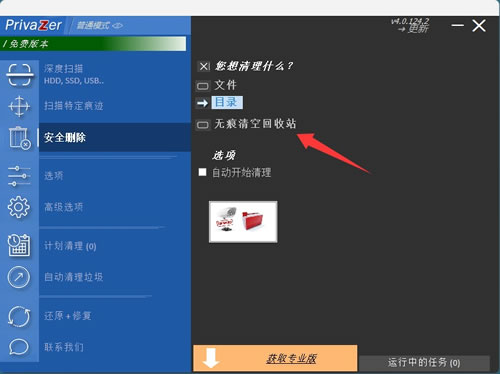 PrivaZer 普通模式
v4.0.124.2
→ 更新
/ 免费版本
深度扫描
HDD, SSD, USB..
扫描特定痕迹
安全删除
选项
高级选项
计划清理 (0)
自动清理垃圾
还原 + 修复
联系我们
您想清理什么？
文件
目录
无痕清空回收站
选项
自动开始清理
获取专业版
运行中的任务 (0)